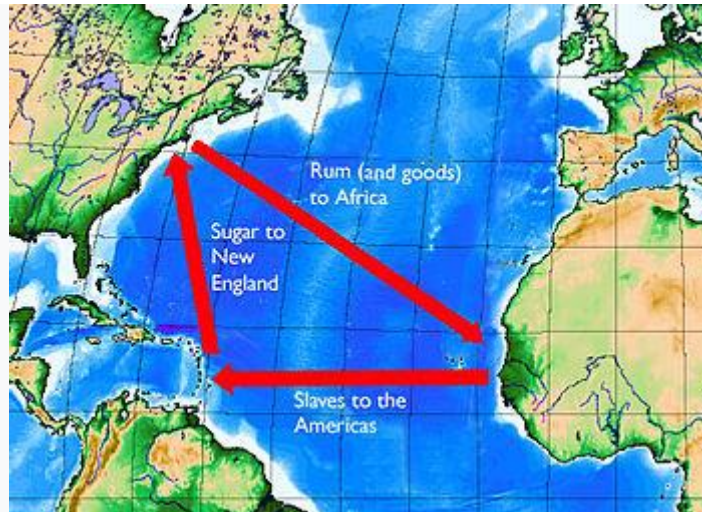 Rum (and goods)
to Africa
Sugar to
New
England
Slaves to the
Americas